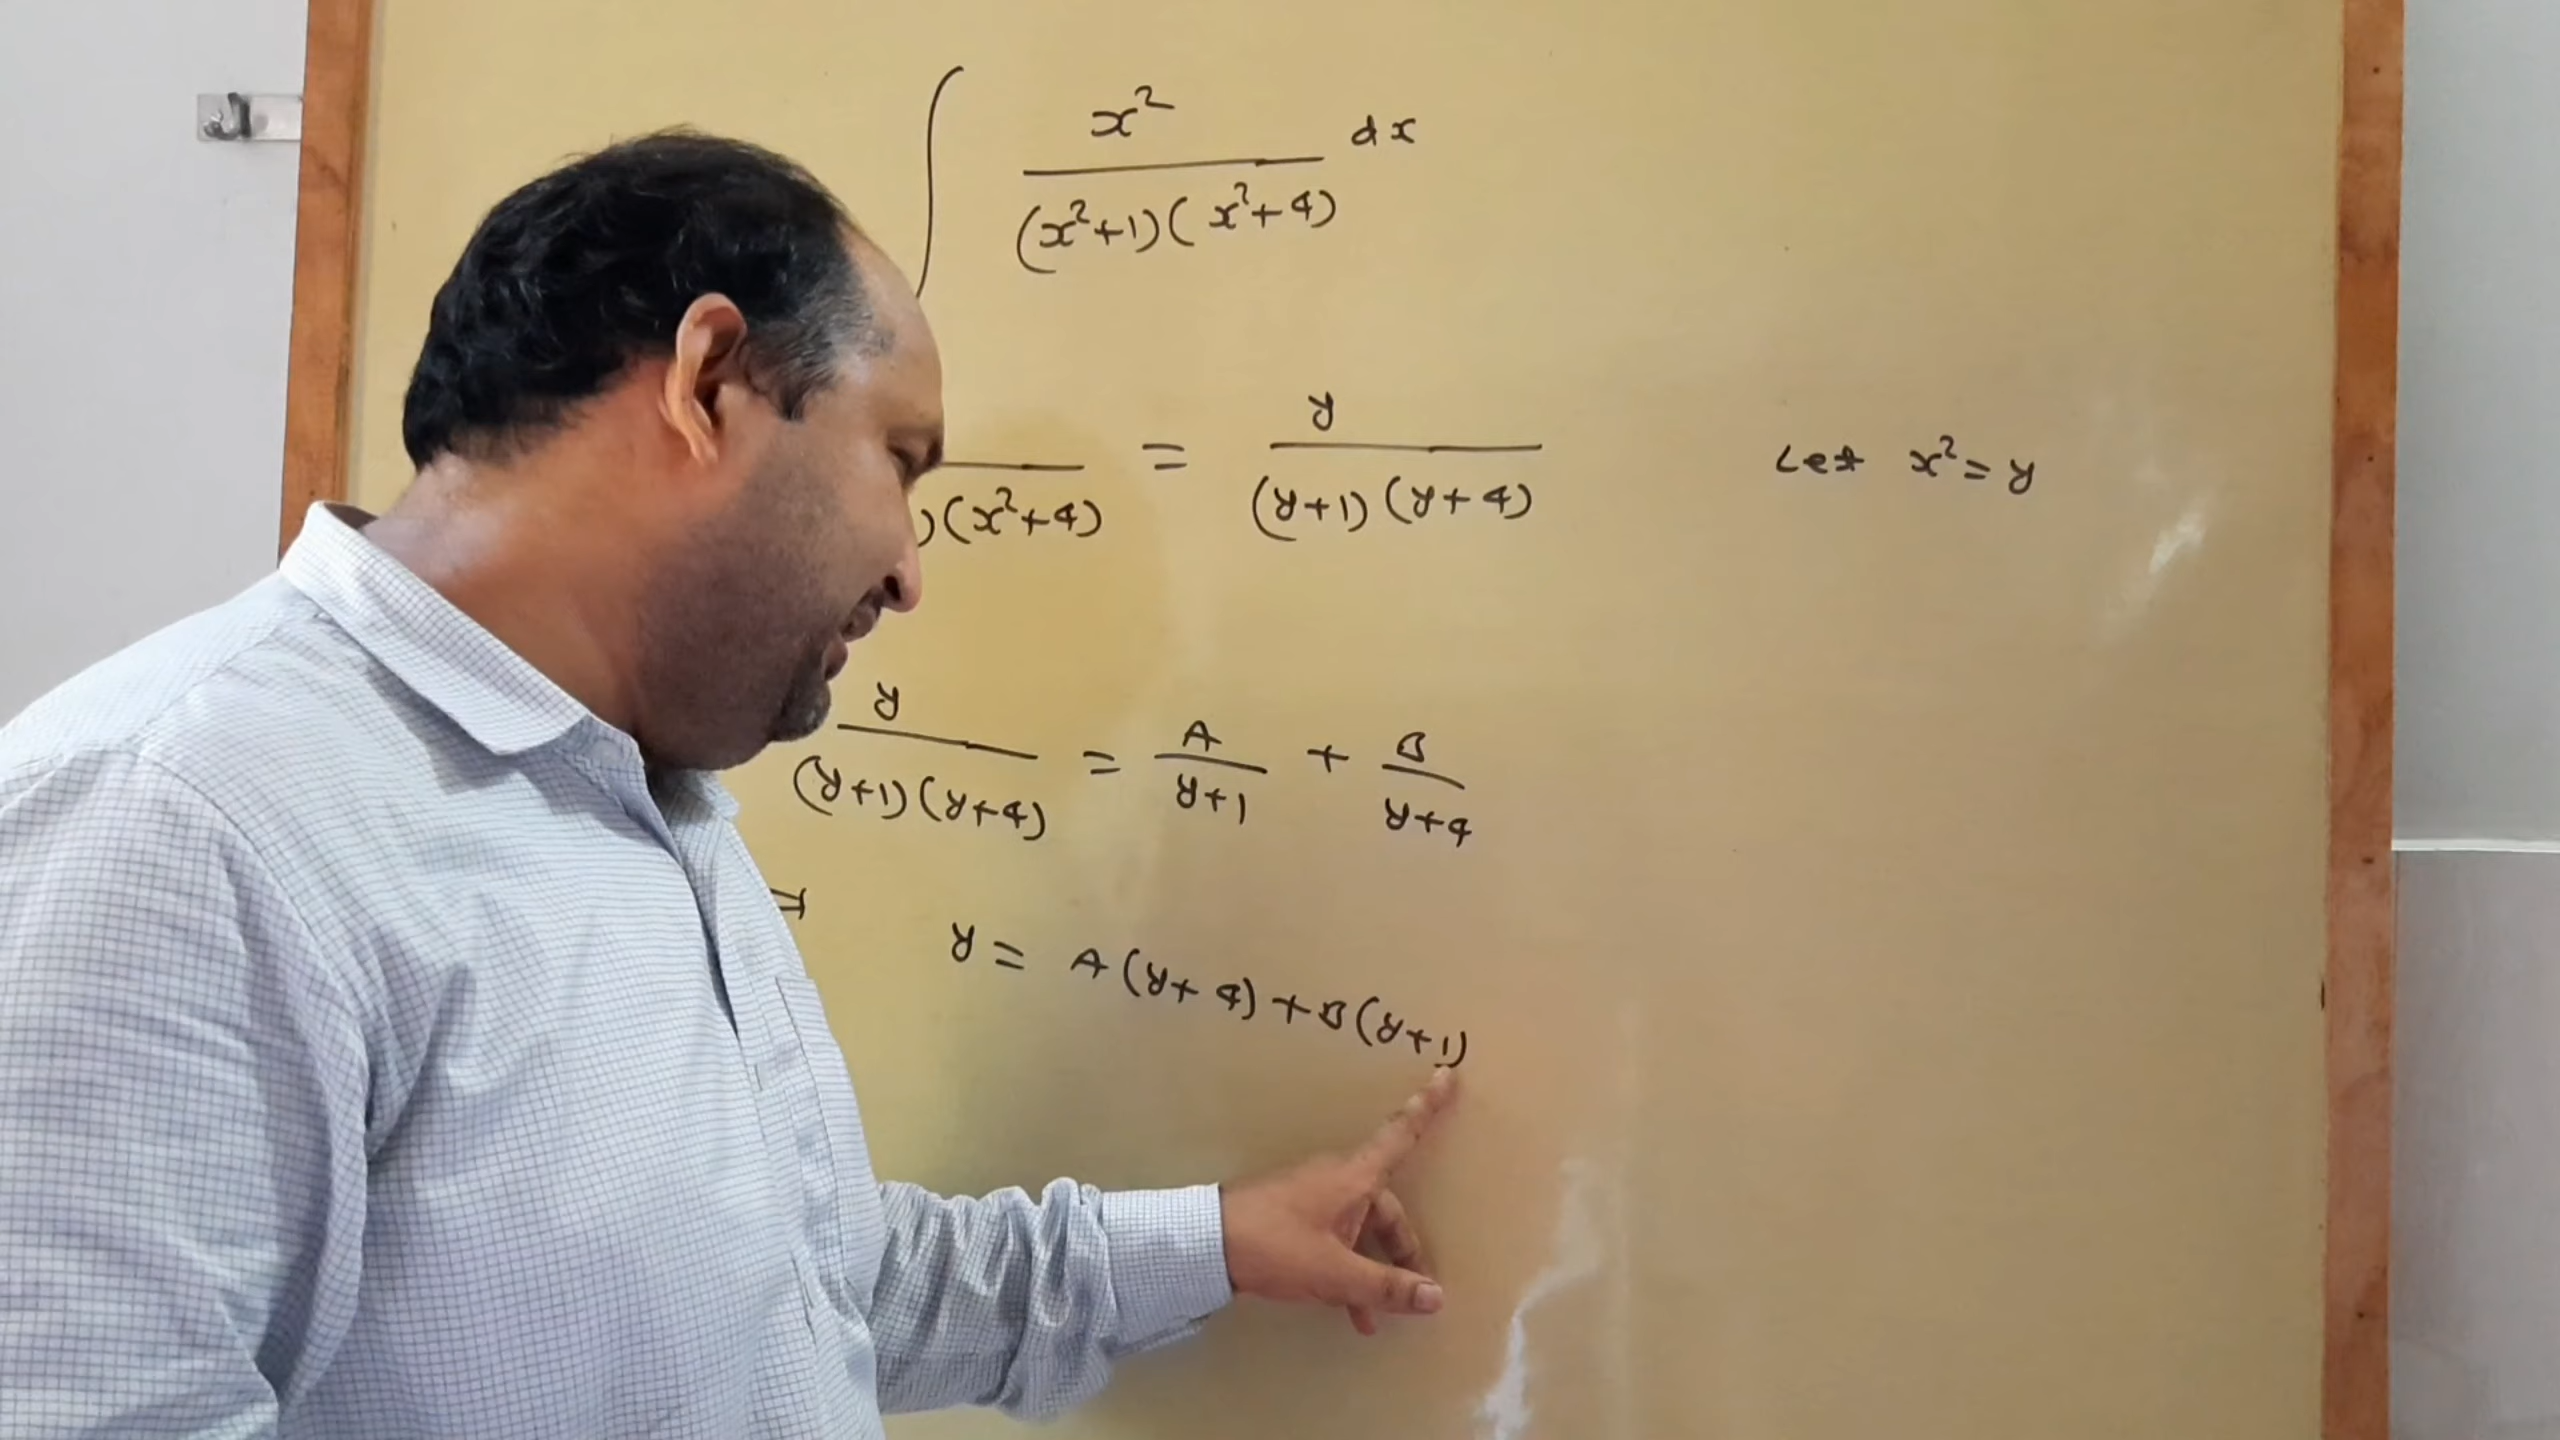 ∫ x² / (x²+1)(x²+4) dx
)(x²+4) = y / (y+1)(y+4) Let x²=y
y / (y+1)(y+4) = A / y+1 + B / y+4
⇒ y = A(y+4)+B(y+1)